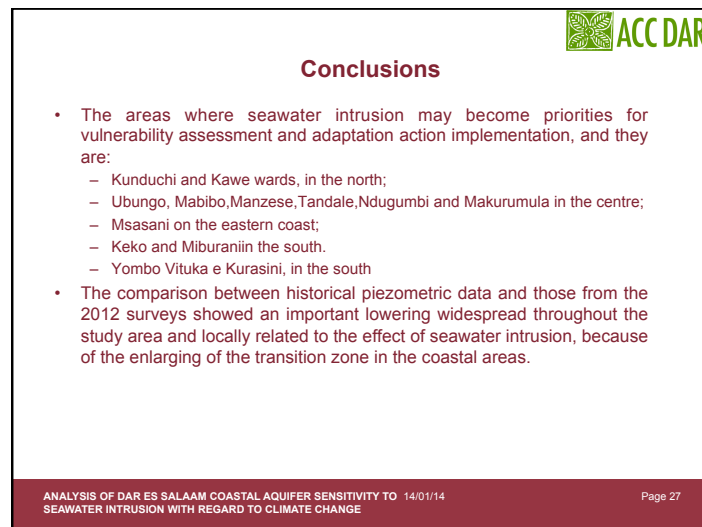 ACC DAR
Conclusions
• The areas where seawater intrusion may become priorities for
vulnerability assessment and adaptation action implementation, and they
are:
– Kunduchi and Kawe wards, in the north;
– Ubungo, Mabibo,Manzese,Tandale,Ndugumbi and Makurumula in the centre;
– Msasani on the eastern coast;
– Keko and Miburaniin the south.
– Yombo Vituka e Kurasini, in the south
• The comparison between historical piezometric data and those from the
2012 surveys showed an important lowering widespread throughout the
study area and locally related to the effect of seawater intrusion, because
of the enlarging of the transition zone in the coastal areas.
ANALYSIS OF DAR ES SALAAM COASTAL AQUIFER SENSITIVITY TO 14/01/14 Page 27
SEAWATER INTRUSION WITH REGARD TO CLIMATE CHANGE